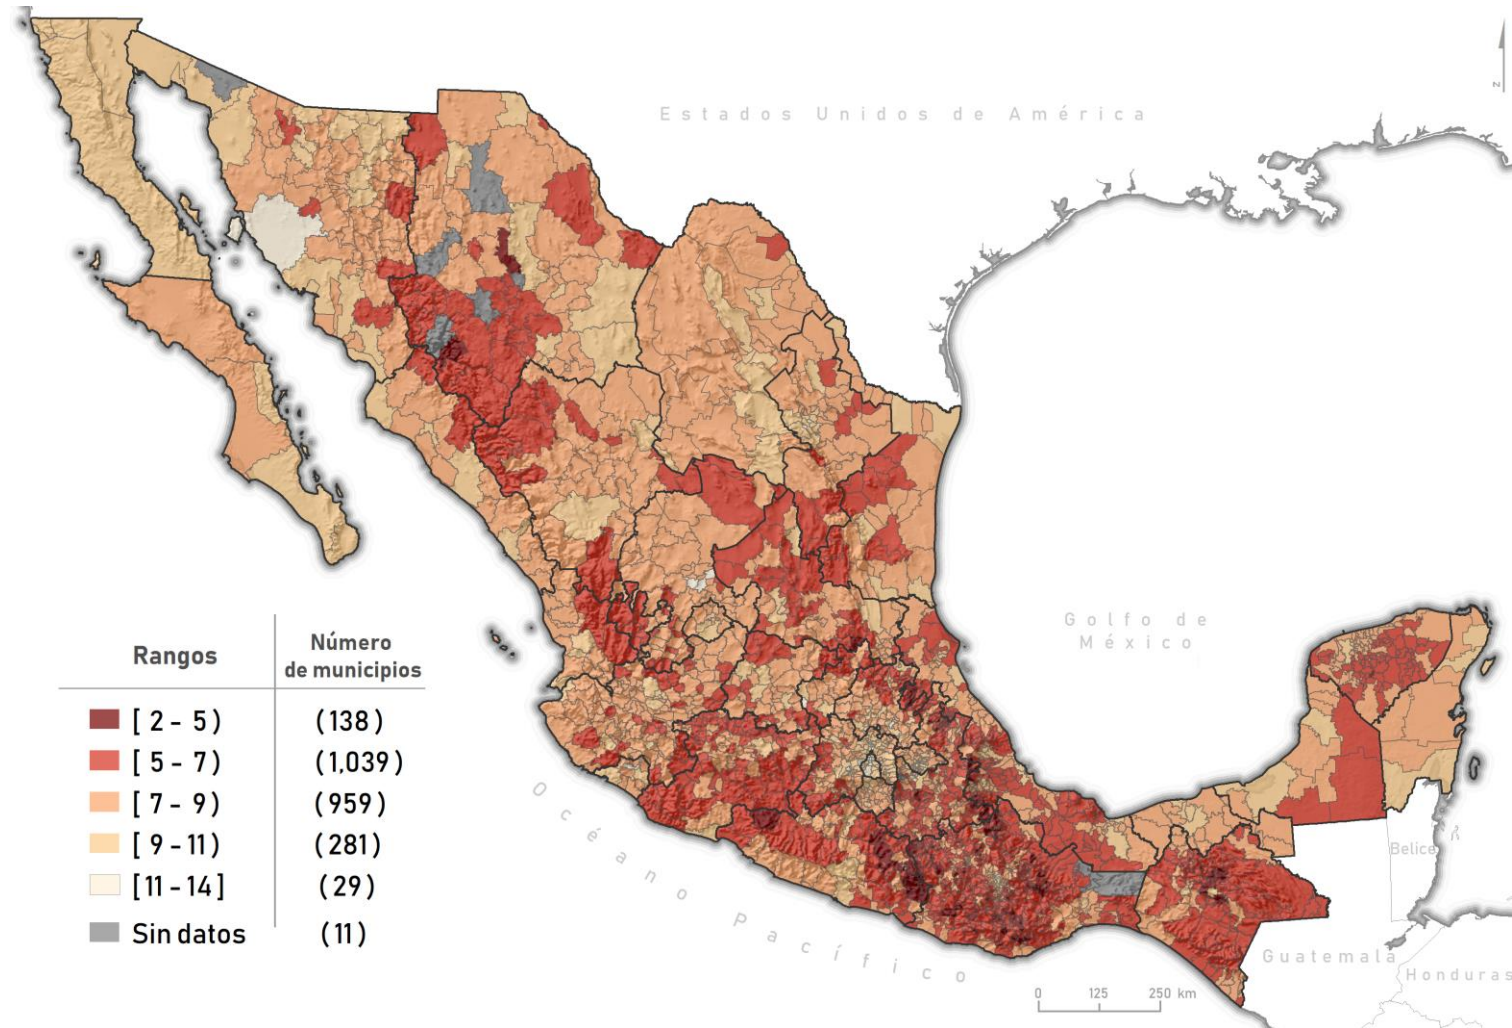 N
Estados Unidos de América
Golfo de
México
Rangos
Número
de municipios
[ 2 - 5 ) (138)
[ 5 - 7 ) (1,039)
[ 7 - 9 ) (959)
[ 9 - 11 ) (281)
[ 11 - 14 ] (29)
Sin datos (11)
Océano Pacífico
Belice
Guatemala
Honduras
0 125 250 km